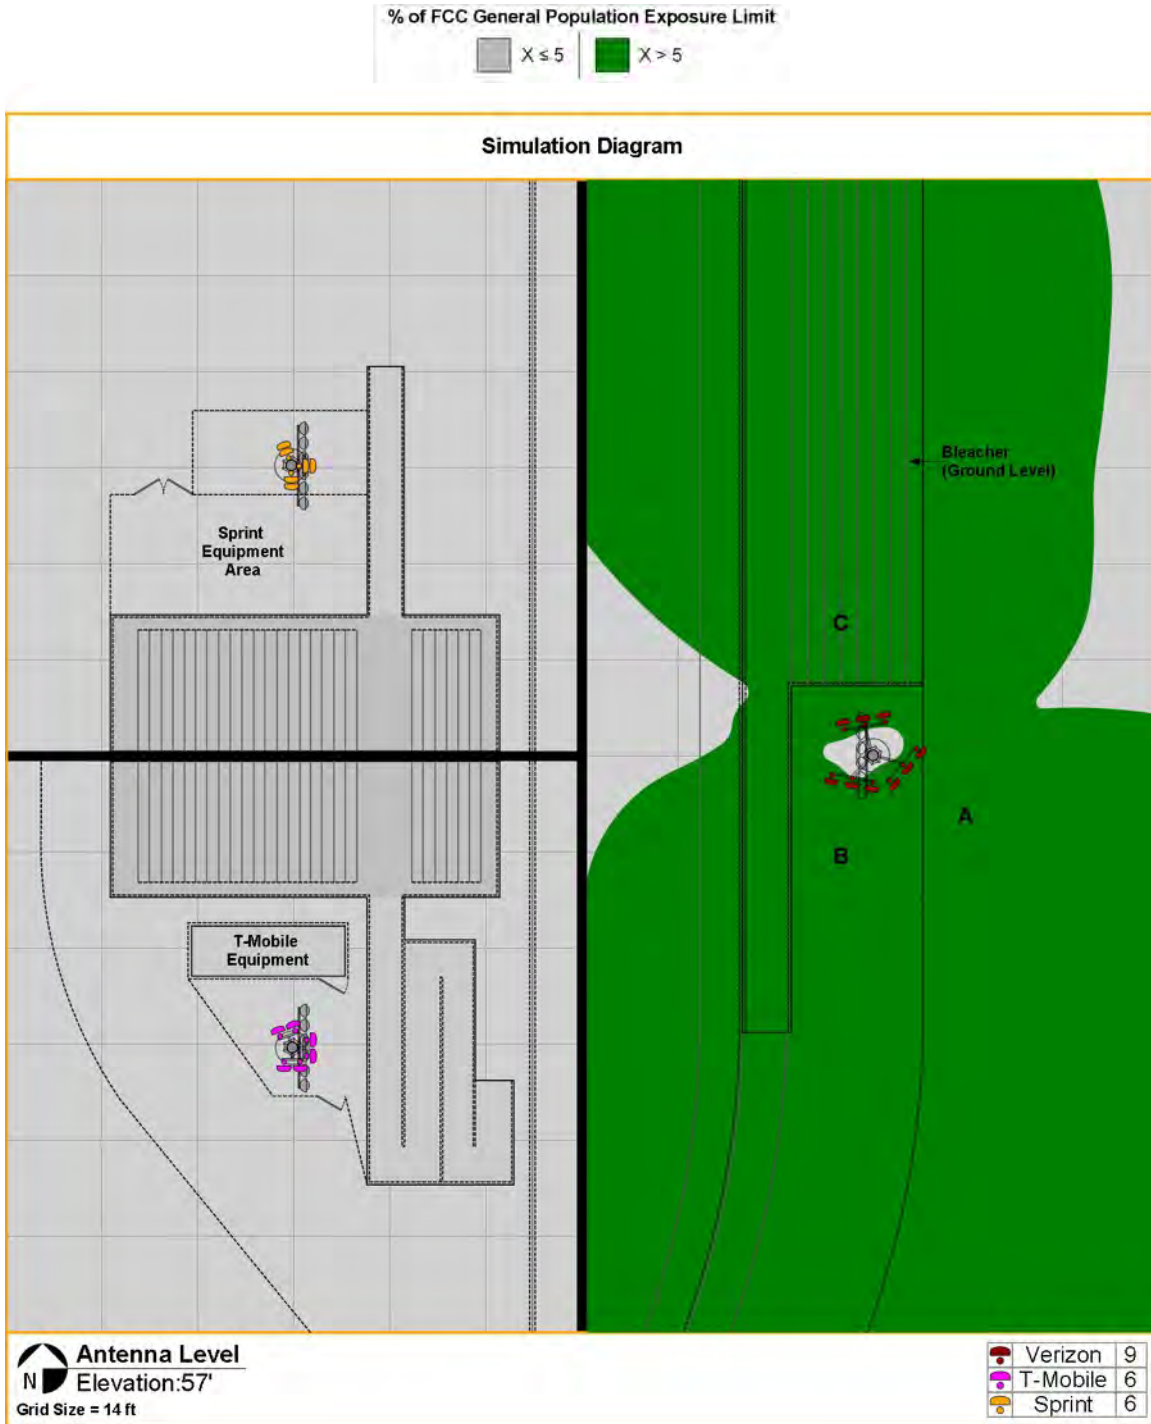 % of FCC General Population Exposure Limit
X ≤ 5
X > 5
Simulation Diagram
Bleacher
(Ground Level)
Sprint
Equipment
Area
C
A
B
T-Mobile
Equipment
N
Antenna Level
Elevation:57'
Grid Size = 14 ft
Verizon 9
T-Mobile 6
Sprint 6